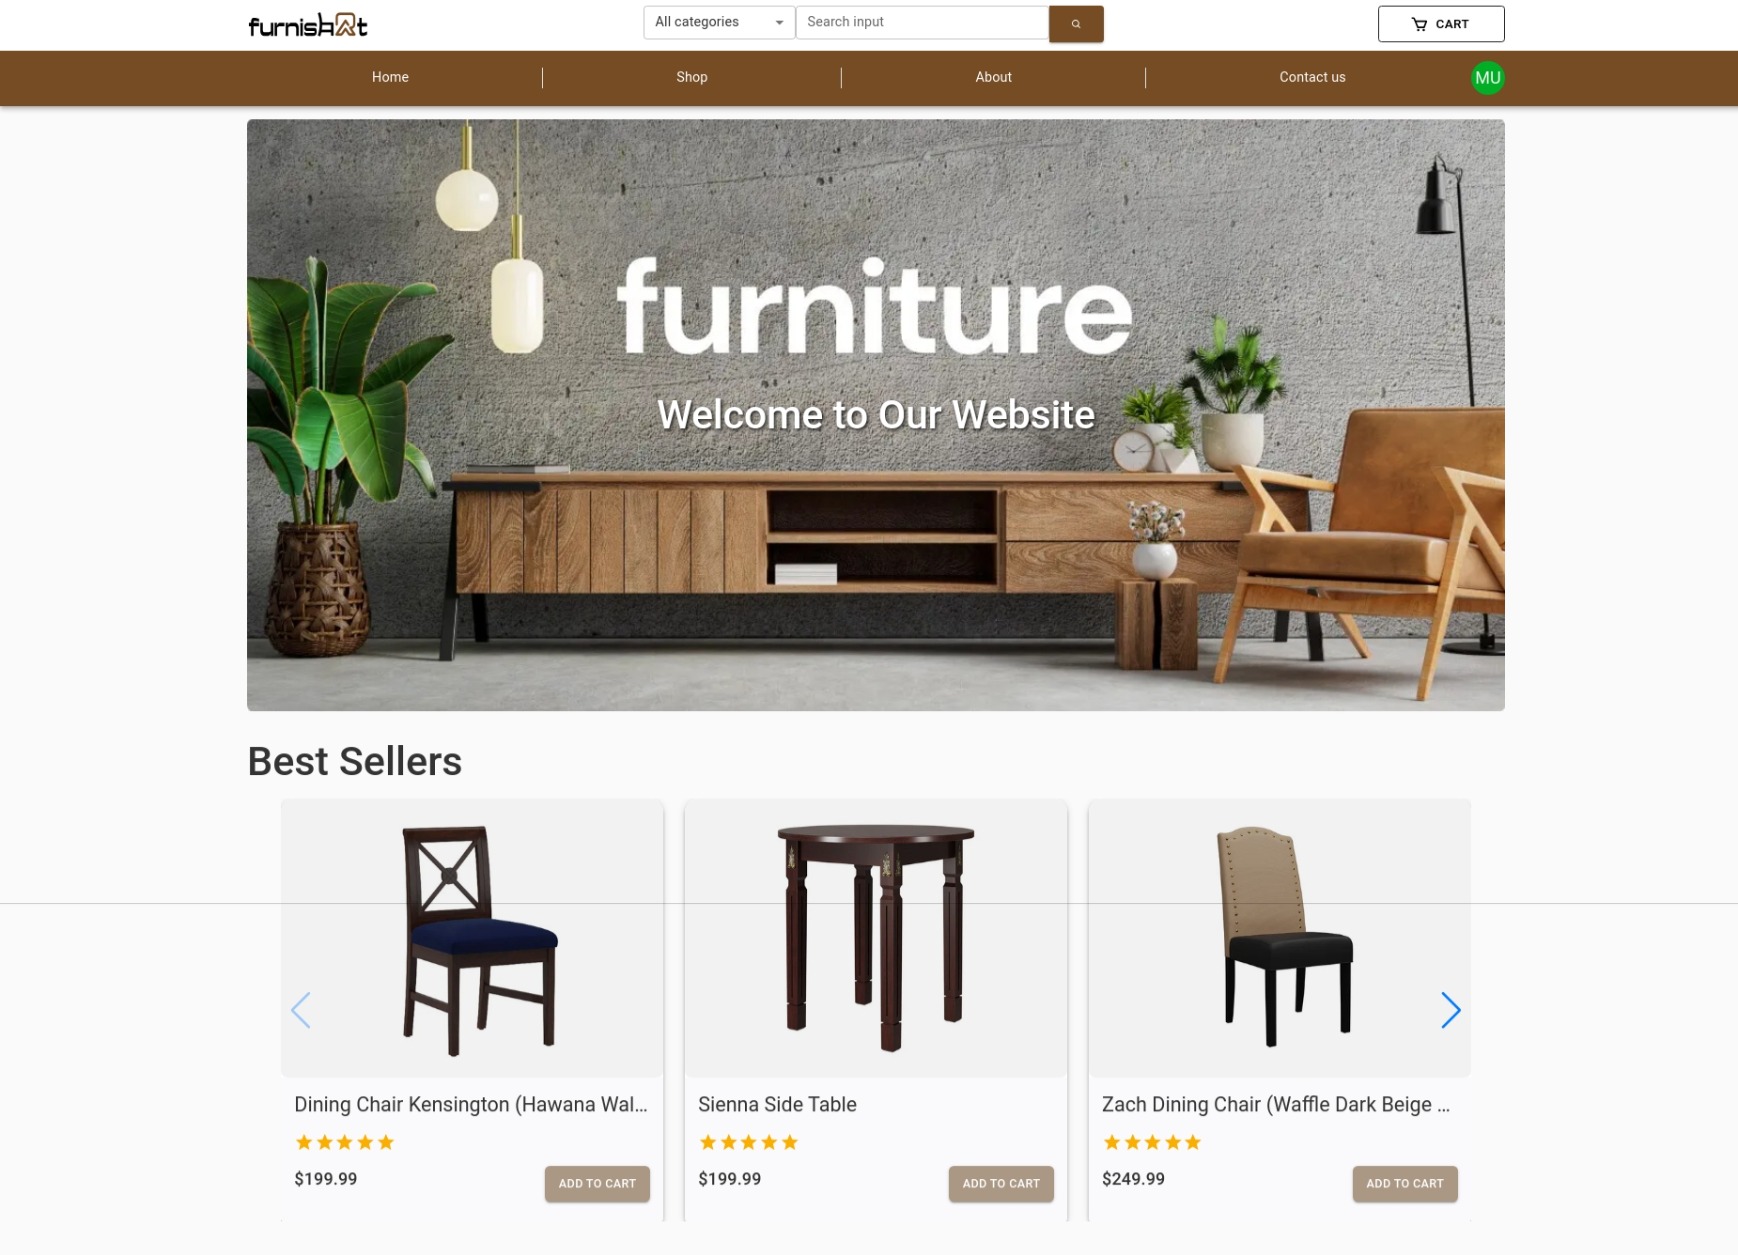 furnishart
All categories
Search input
CART
Home
Shop
About
Contact us
MU
furniture
Welcome to Our Website
Best Sellers
Dining Chair Kensington (Hawana Wal...
Sienna Side Table
Zach Dining Chair (Waffle Dark Beige ...
$199.99
ADD TO CART
$199.99
ADD TO CART
$249.99
ADD TO CART